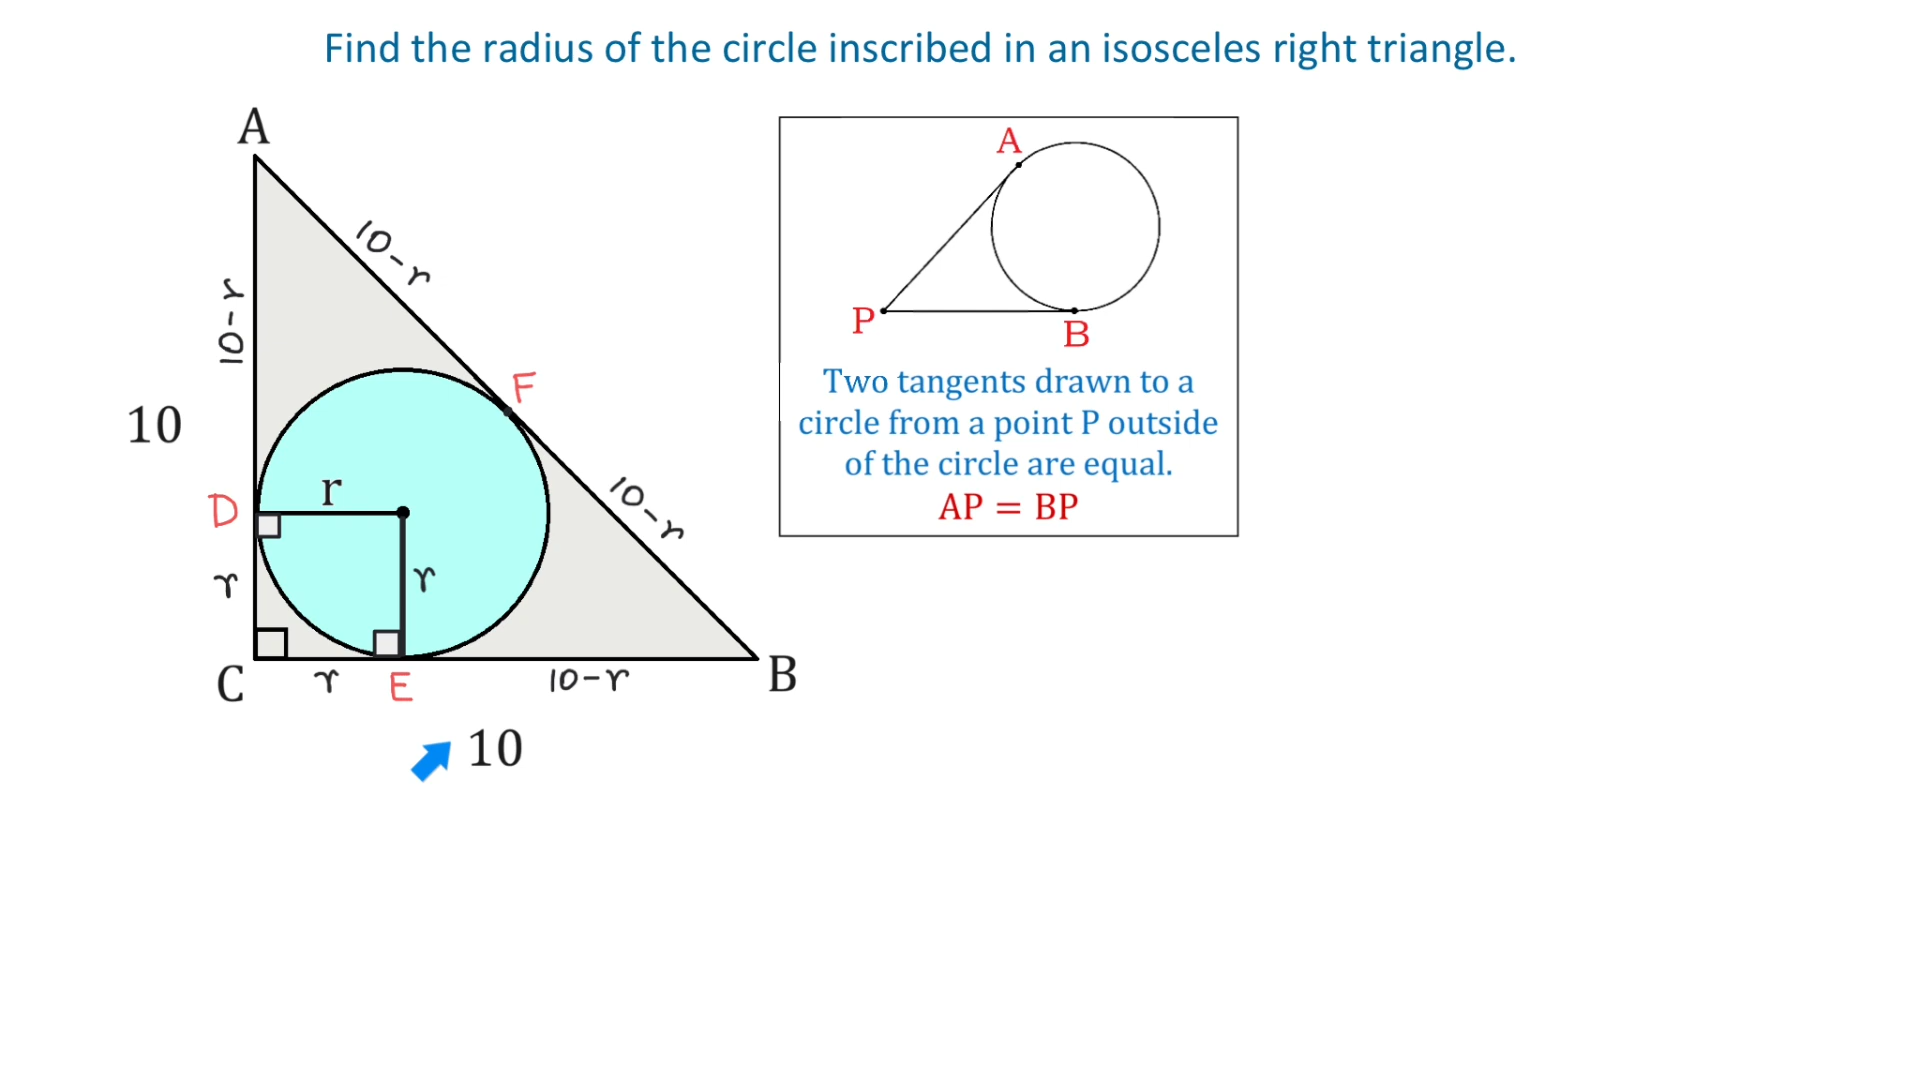 Find the radius of the circle inscribed in an isosceles right triangle.
A
10-r
10-r
10
F
D
r
r
r
10-r
C
r
E
10-r
B
10
A
P
B
Two tangents drawn to a
circle from a point P outside
of the circle are equal.
AP = BP